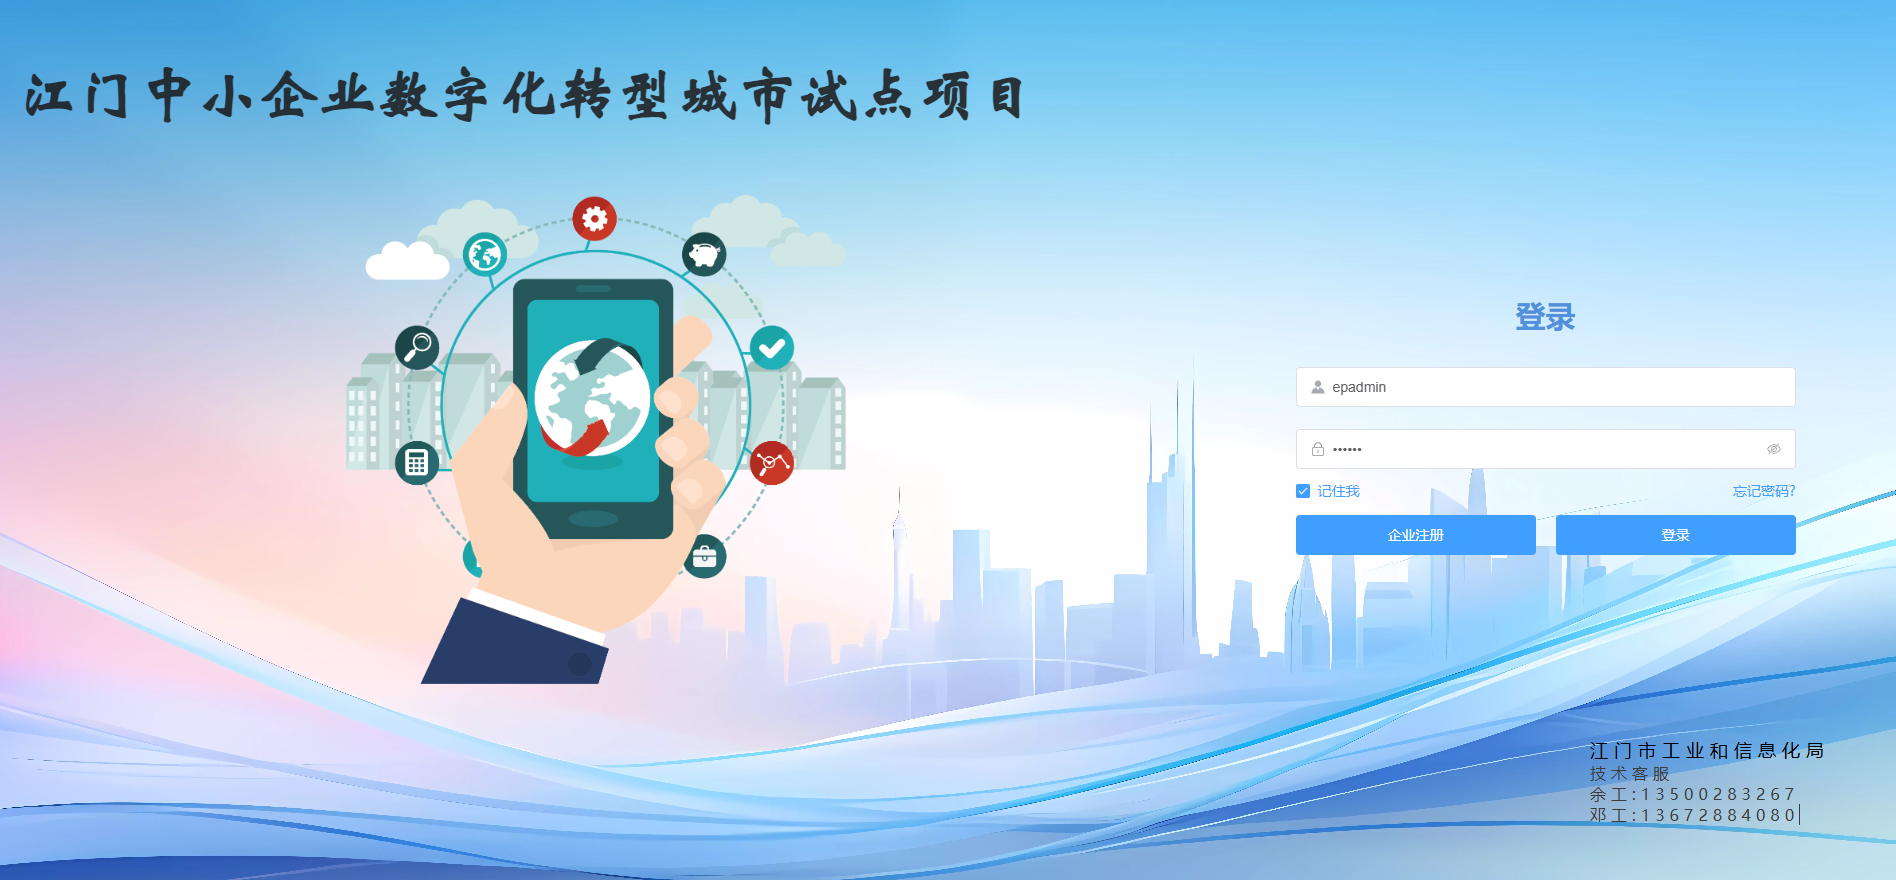 江门中小企业数字化转型城市试点项目
登录
epadmin
••••••
记住我
忘记密码?
企业注册
登录
江门市工业和信息化局
技术客服
余工:13500283267
邓工:13672884080